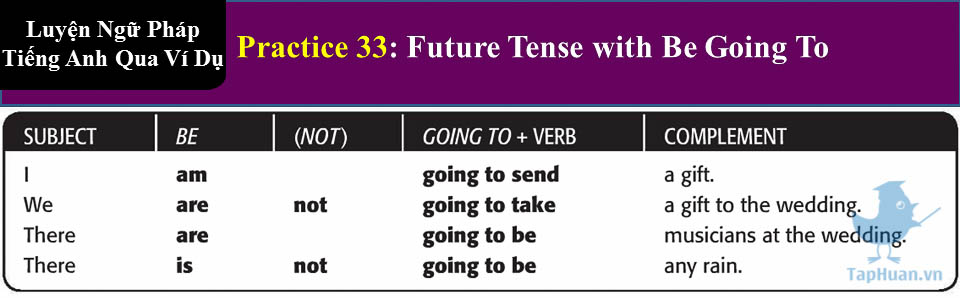 Luyện Ngữ Pháp
Tiếng Anh Qua Ví Dụ
Practice 33: Future Tense with Be Going To
SUBJECT BE (NOT) GOING TO + VERB COMPLEMENT
I am going to send a gift.
We are not going to take a gift to the wedding.
There are going to be musicians at the wedding.
There is not going to be any rain.
TapHuan.vn